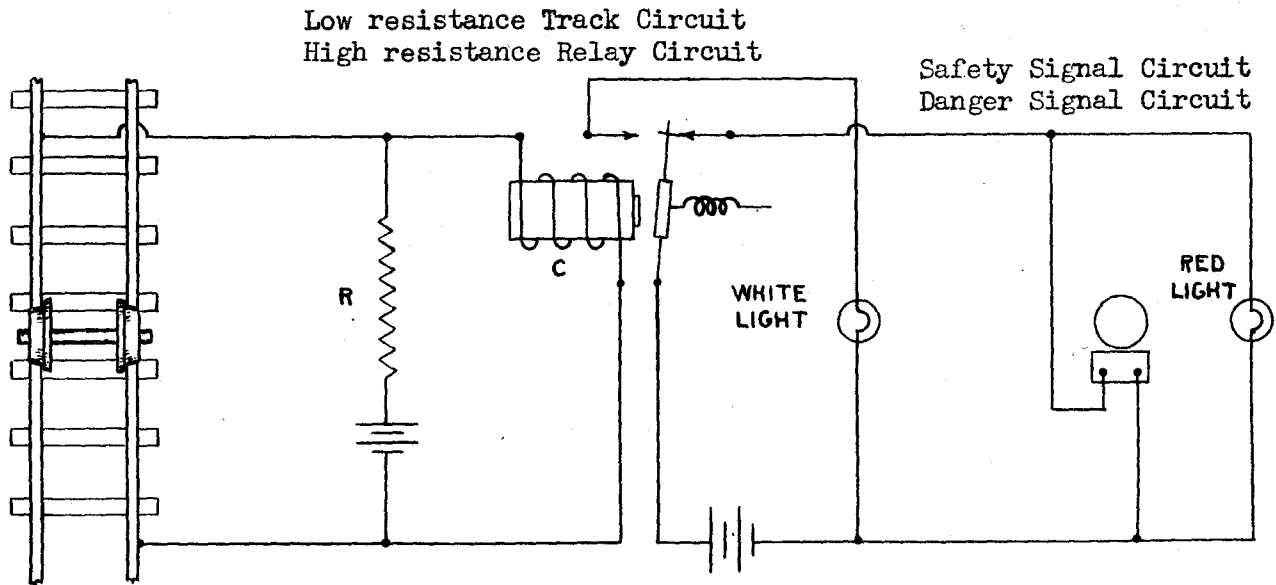 Low resistance Track Circuit
High resistance Relay Circuit
Safety Signal Circuit
Danger Signal Circuit
R
C
WHITE
LIGHT
RED
LIGHT